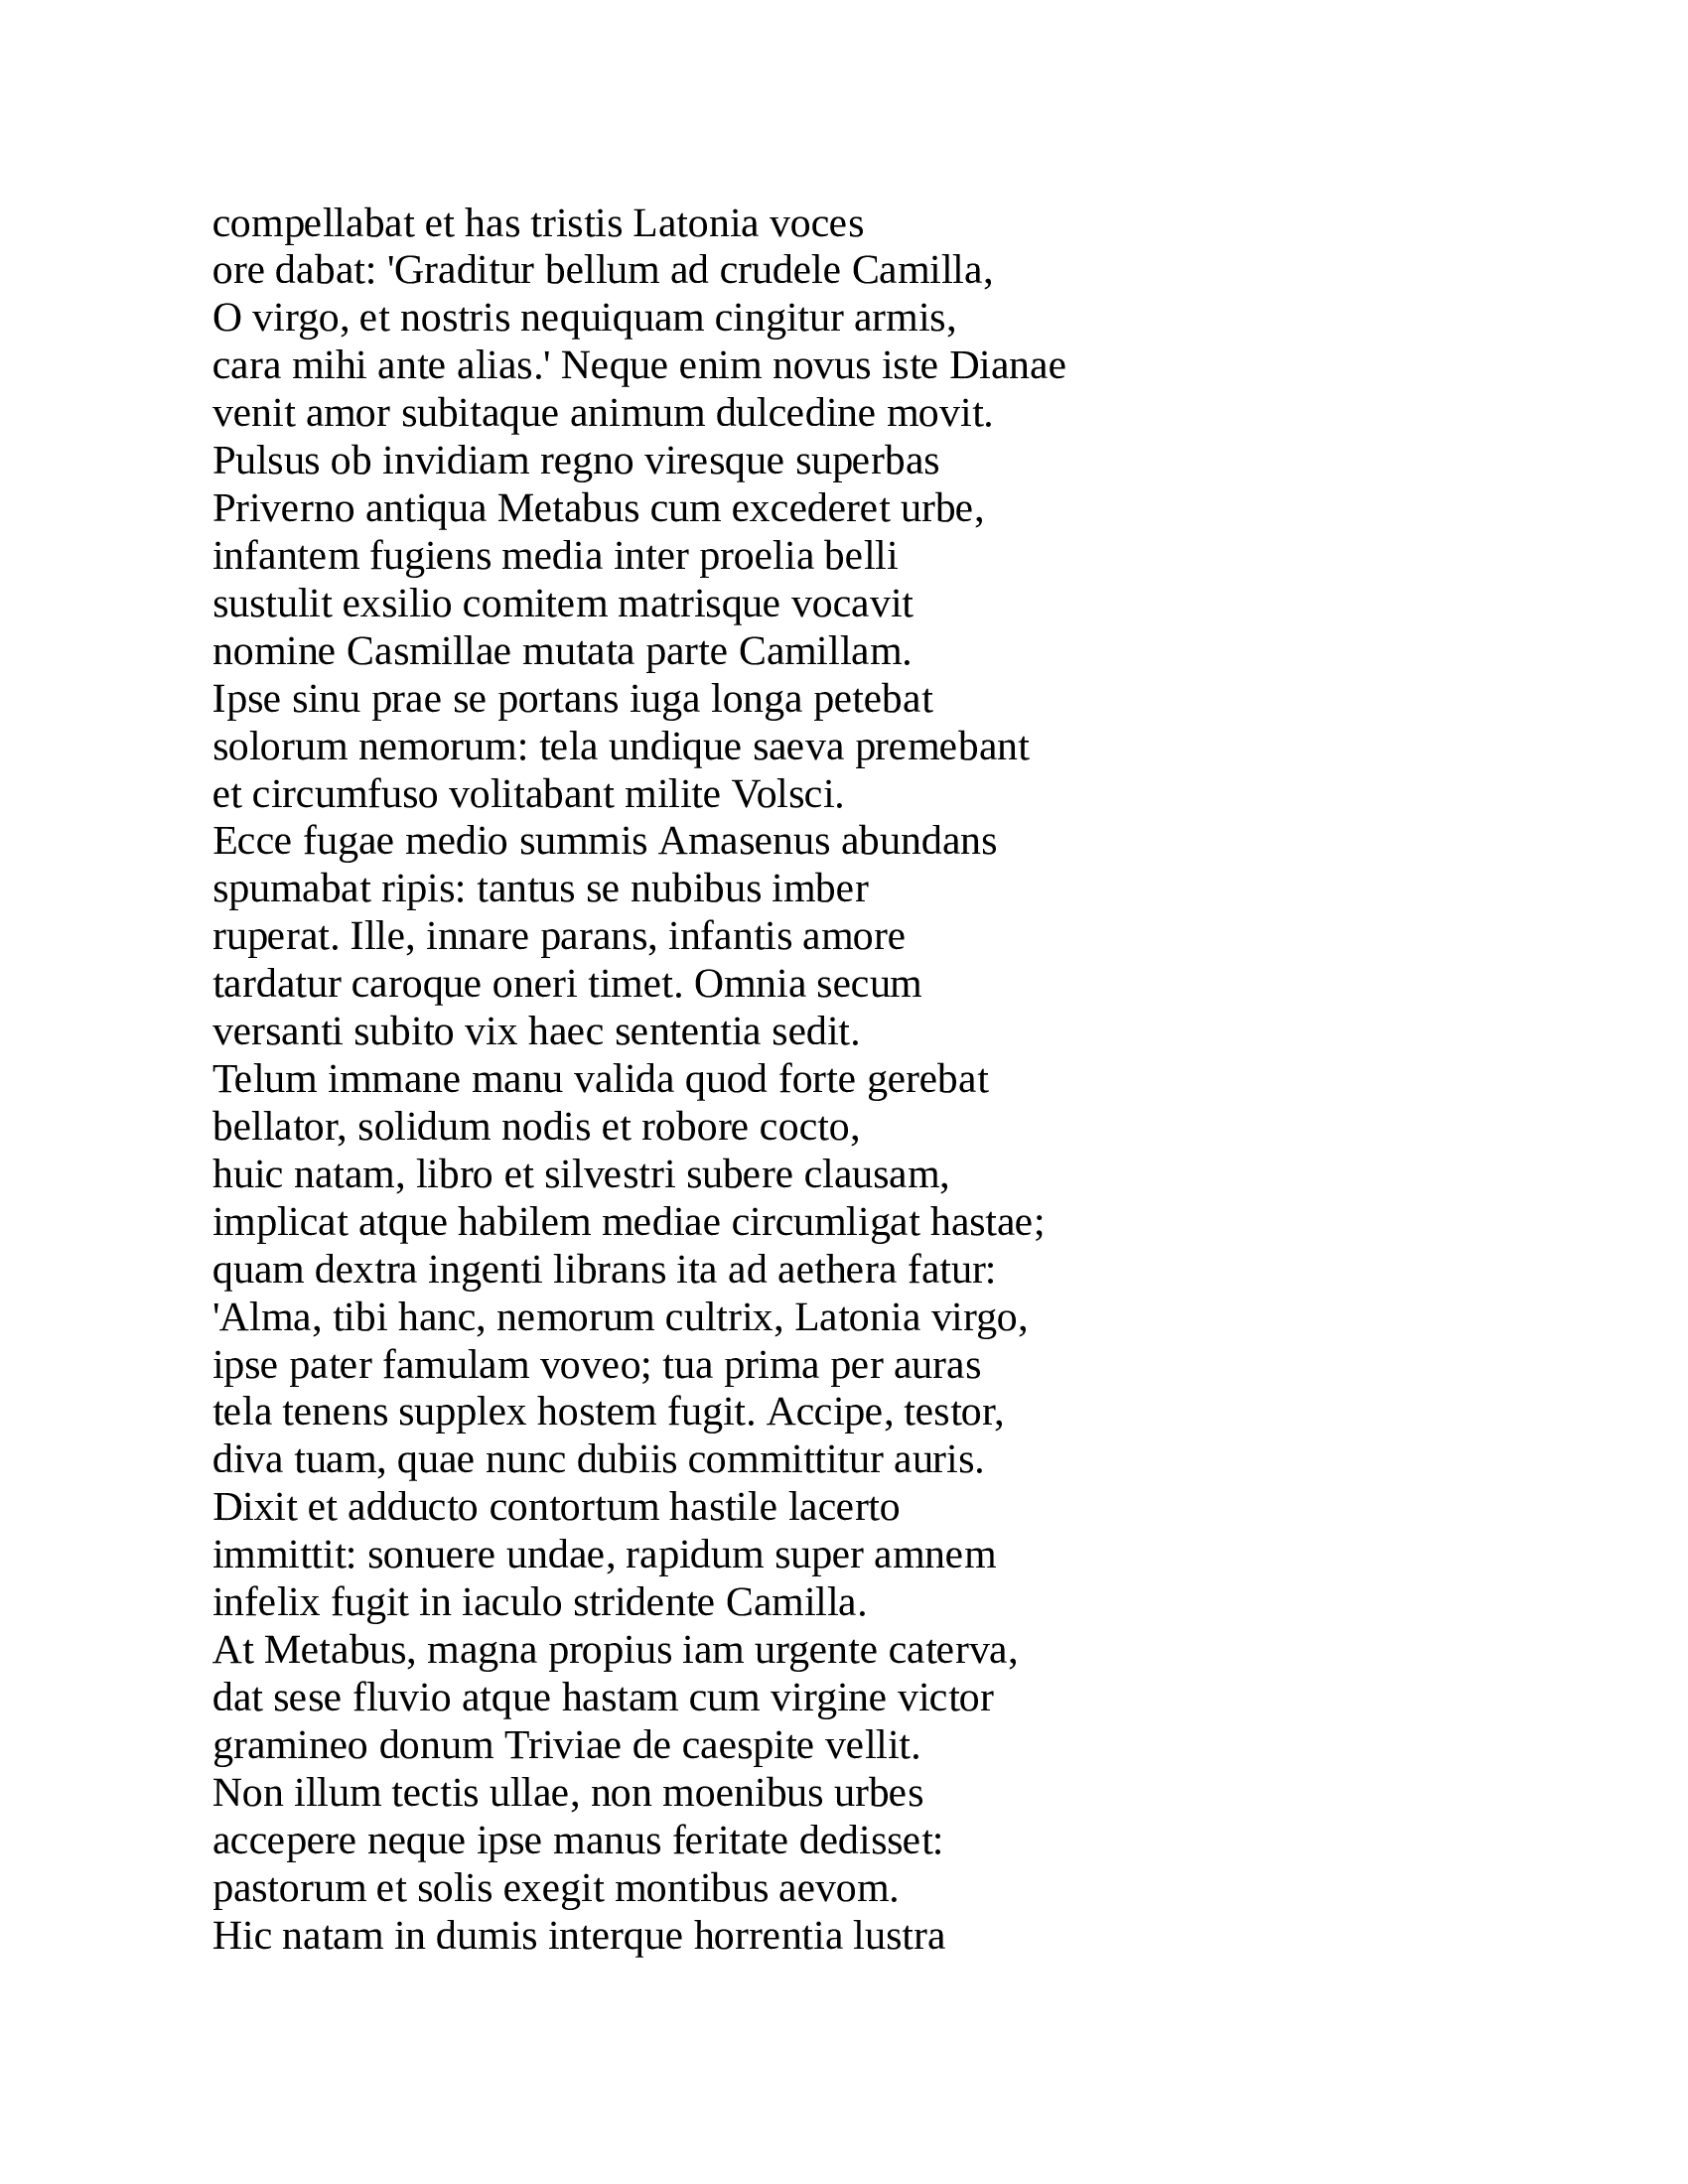 compellabat et has tristis Latonia voces
ore dabat: 'Graditur bellum ad crudele Camilla,
O virgo, et nostris nequiquam cingitur armis,
cara mihi ante alias.' Neque enim novus iste Dianae
venit amor subitaque animum dulcedine movit.
Pulsus ob invidiam regno viresque superbas
Priverno antiqua Metabus cum excederet urbe,
infantem fugiens media inter proelia belli
sustulit exsilio comitem matrisque vocavit
nomine Casmillae mutata parte Camillam.
Ipse sinu prae se portans iuga longa petebat
solorum nemorum: tela undique saeva premebant
et circumfuso volitabant milite Volsci.
Ecce fugae medio summis Amasenus abundans
spumabat ripis: tantus se nubibus imber
ruperat. Ille, innare parans, infantis amore
tardatur caroque oneri timet. Omnia secum
versanti subito vix haec sententia sedit.
Telum immane manu valida quod forte gerebat
bellator, solidum nodis et robore cocto,
huic natam, libro et silvestri subere clausam,
implicat atque habilem mediae circumligat hastae;
quam dextra ingenti librans ita ad aethera fatur:
'Alma, tibi hanc, nemorum cultrix, Latonia virgo,
ipse pater famulam voveo; tua prima per auras
tela tenens supplex hostem fugit. Accipe, testor,
diva tuam, quae nunc dubiis committitur auris.
Dixit et adducto contortum hastile lacerto
immittit: sonuere undae, rapidum super amnem
infelix fugit in iaculo stridente Camilla.
At Metabus, magna propius iam urgente caterva,
dat sese fluvio atque hastam cum virgine victor
gramineo donum Triviae de caespite vellit.
Non illum tectis ullae, non moenibus urbes
accepere neque ipse manus feritate dedisset:
pastorum et solis exegit montibus aevom.
Hic natam in dumis interque horrentia lustra